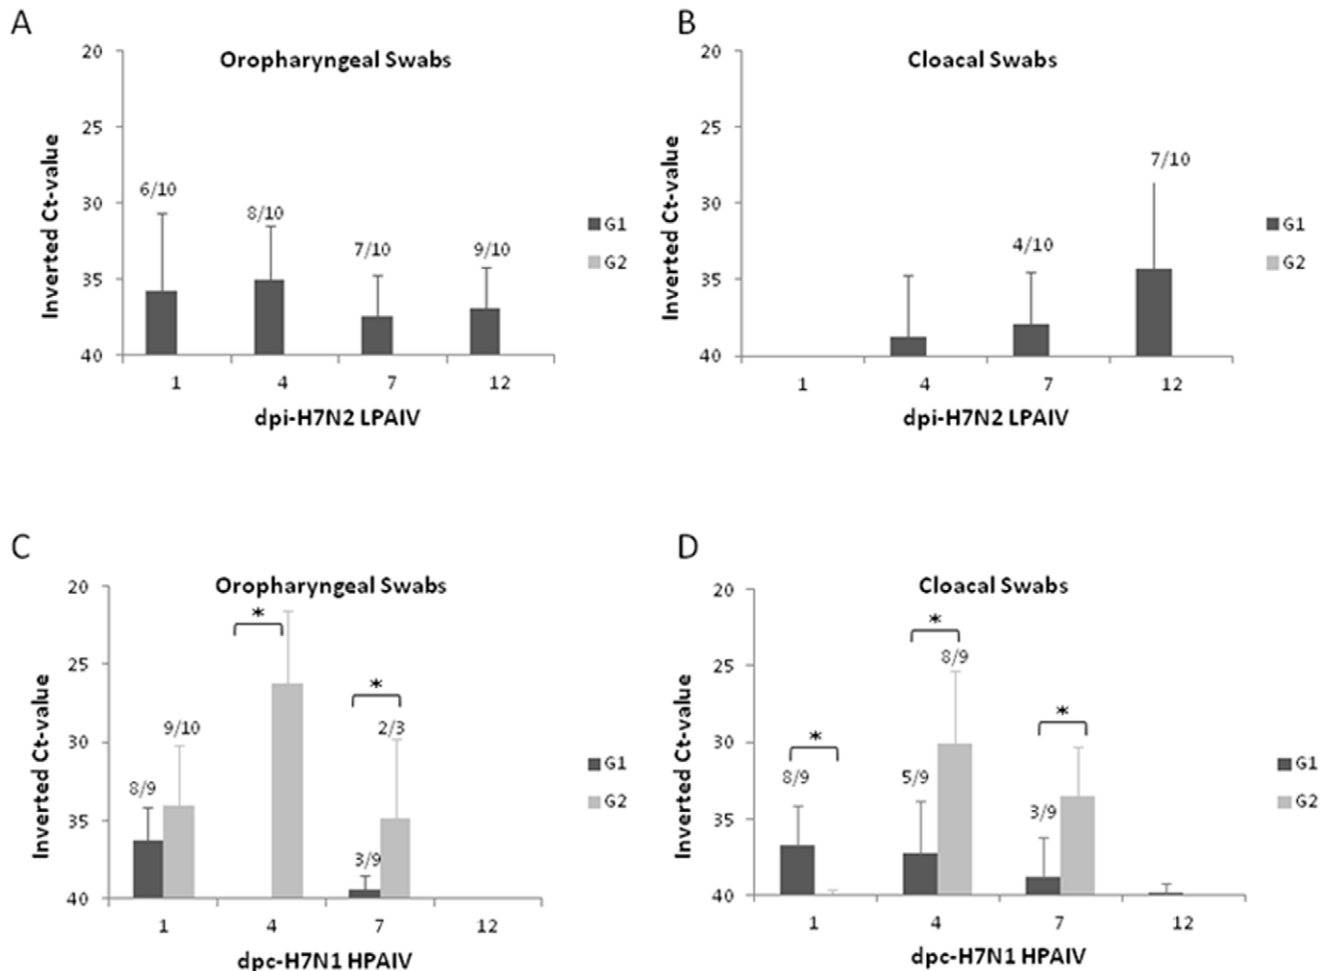 A
Oropharyngeal Swabs
20
25
30
35
40
Inverted Ct-value
6/10
8/10
7/10
9/10
G1
G2
1
4
7
12
dpi-H7N2 LPAIV
B
Cloacal Swabs
20
25
30
35
40
Inverted Ct-value
4/10
7/10
G1
G2
1
4
7
12
dpi-H7N2 LPAIV
C
Oropharyngeal Swabs
20
25
30
35
40
Inverted Ct-value
8/9
9/10
*
*
2/3
3/9
G1
G2
1
4
7
12
dpc-H7N1 HPAIV
D
Cloacal Swabs
20
25
30
35
40
Inverted Ct-value
*
8/9
*
8/9
5/9
*
3/9
G1
G2
1
4
7
12
dpc-H7N1 HPAIV